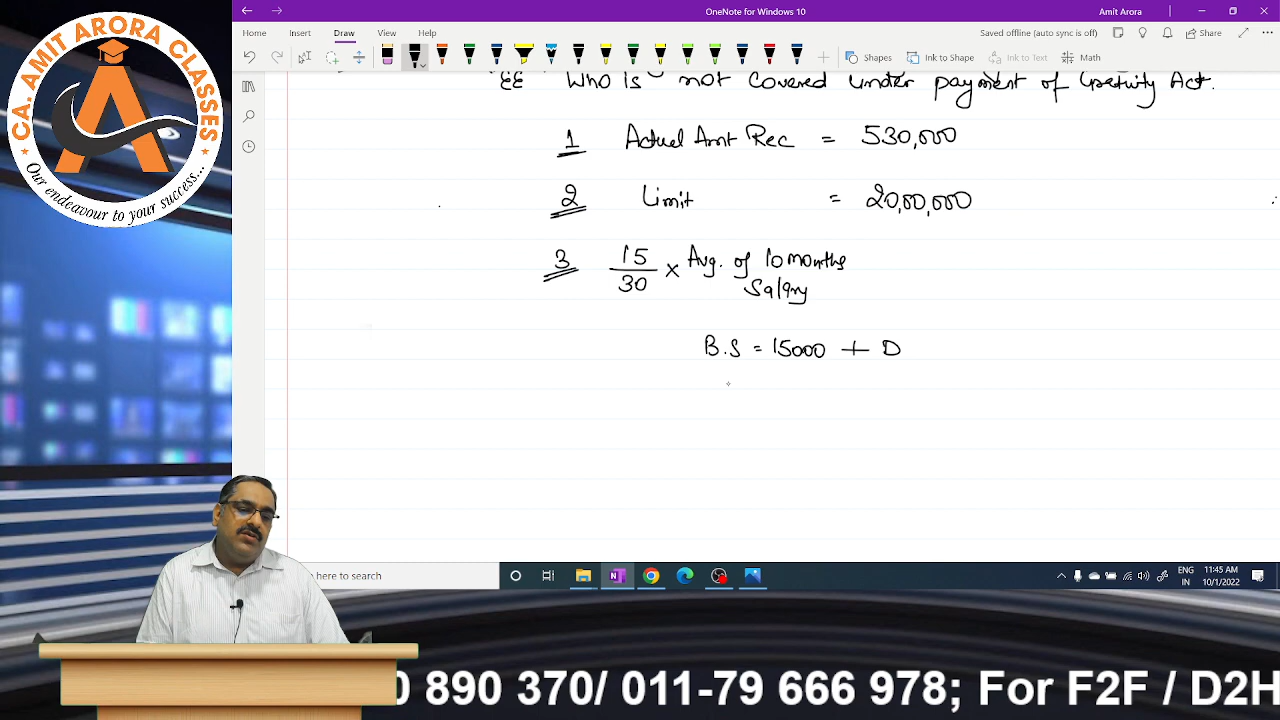 CA. AMIT ARORA CLASSES
Our endeavour to your success...
OneNote for Windows 10
Amit Arora
Home Insert Draw View Help
Saved offline (auto sync is off) Share
Shapes Ink to Shape Ink to Text Math
EE Who is not Covered under payment of Gratuity Act.
1 Actual Amt Rec = 530,000
2 Limit = 20,00,000
3 15/30 × Avg. of 10 months
Salary
B.S = 15000 + D
here to search
ENG
IN
11:45 AM
10/1/2022
0 890 370/ 011-79 666 978; For F2F / D2H